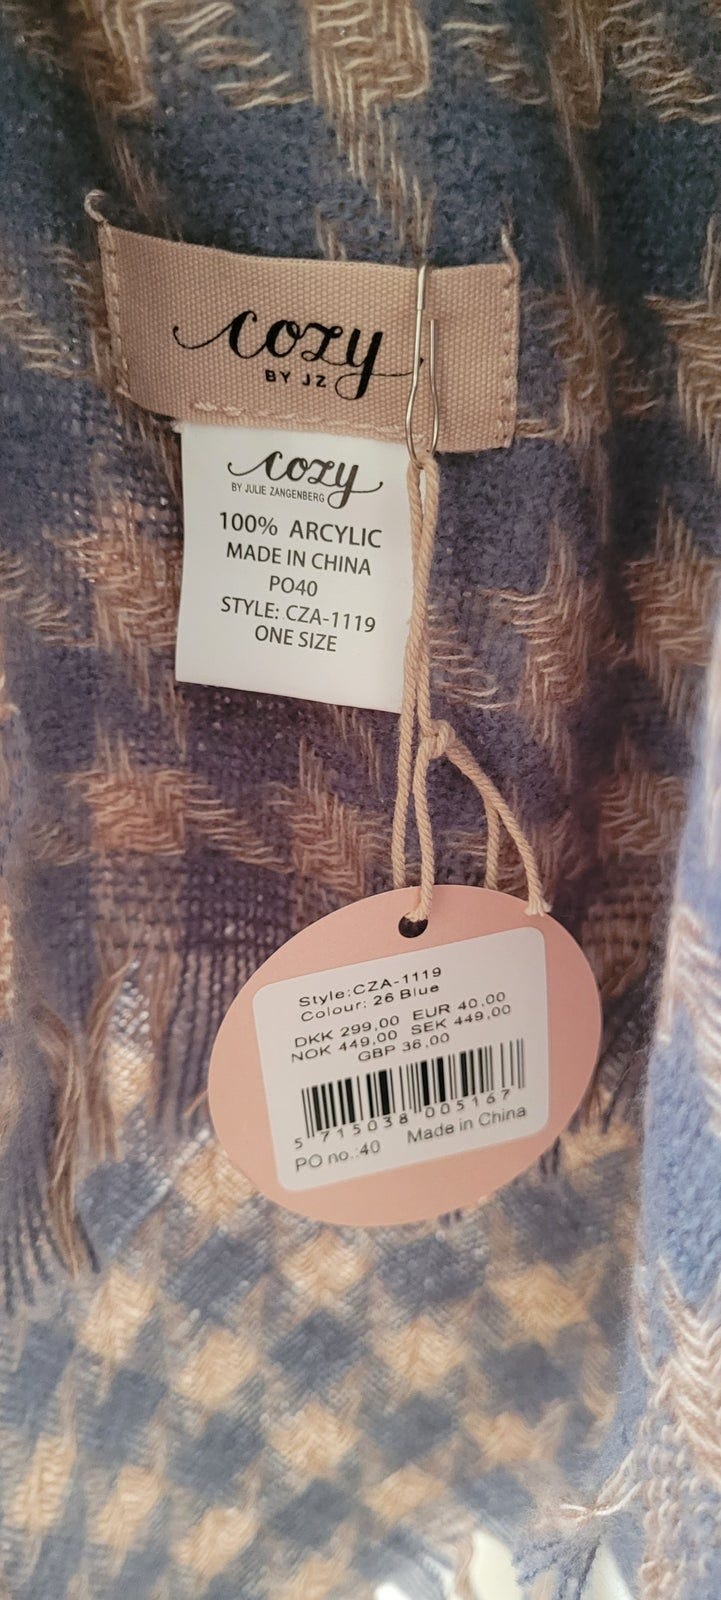 cozy
BY JZ
cozy
BY JULIE ZANGENBERG
100% ARCYLIC
MADE IN CHINA
PO40
STYLE: CZA-1119
ONE SIZE
Style:CZA-1119
Colour: 26 Blue
DKK 299,00 EUR 40,00
NOK 449,00 SEK 449,00
GBP 36,00
5 715038 005167
PO no.:40 Made in China